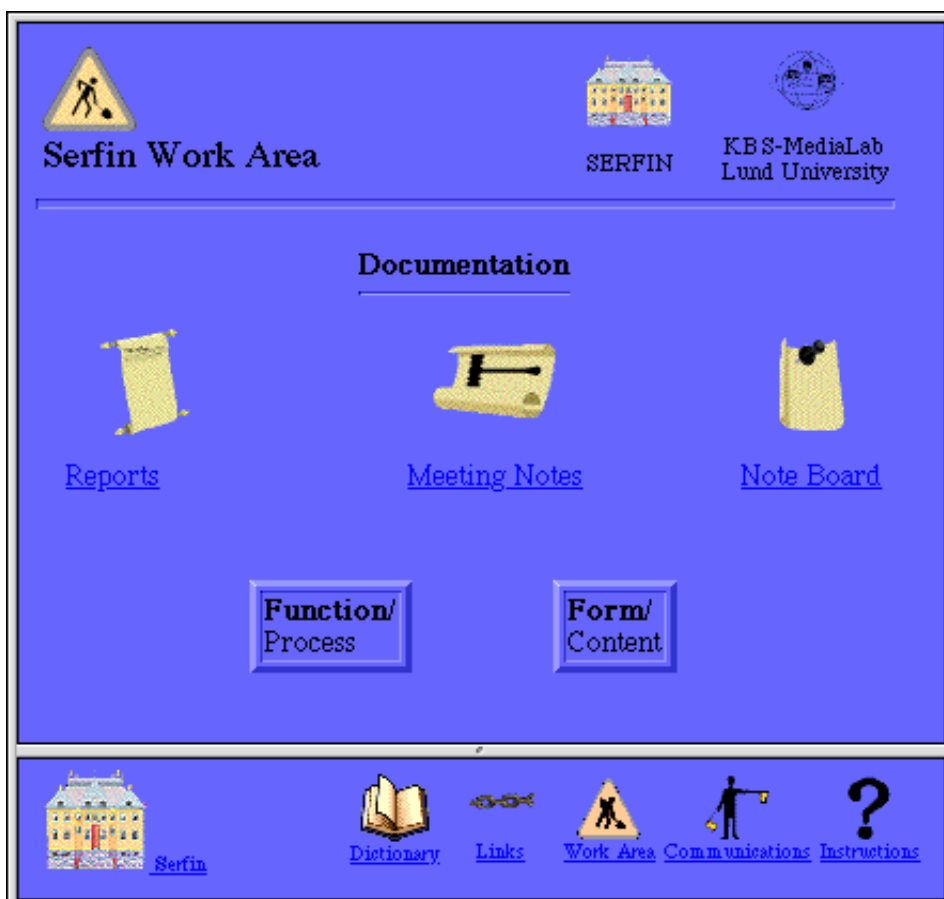 Serfin Work Area
SERFIN
KBS-MediaLab
Lund University
Documentation
Reports
Meeting Notes
Note Board
Function/
Process
Form/
Content
Serfin
Dictionary
Links
Work Area
Communications
Instructions